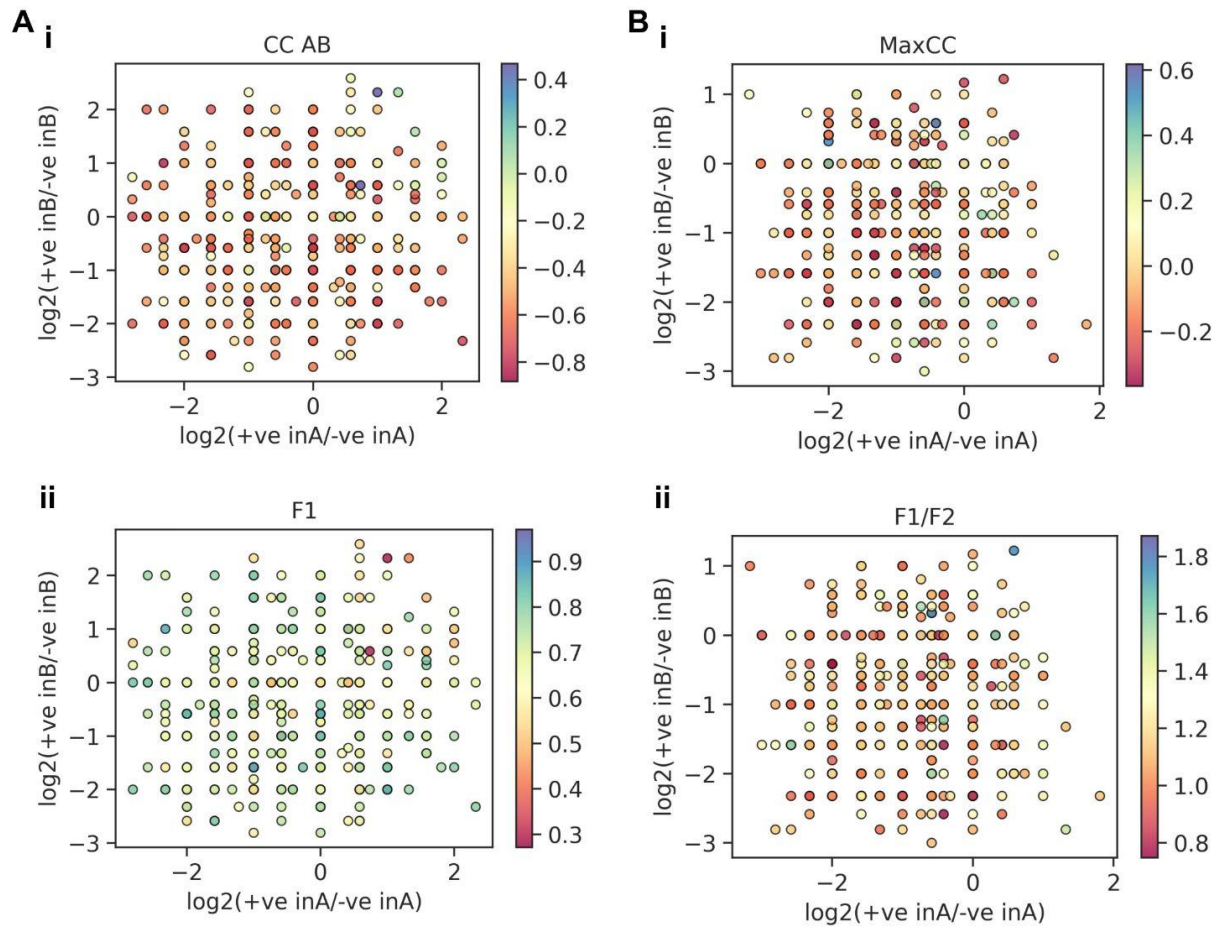 A
i
CC AB
log2(+ve inB/-ve inB)
2
1
0
−1
−2
−3
−2 0 2
log2(+ve inA/-ve inA)
0.4
0.2
0.0
−0.2
−0.4
−0.6
−0.8
B
i
MaxCC
log2(+ve inB/-ve inB)
1
0
−1
−2
−3
−2 0 2
log2(+ve inA/-ve inA)
0.6
0.4
0.2
0.0
−0.2
ii
F1
log2(+ve inB/-ve inB)
2
1
0
−1
−2
−3
−2 0 2
log2(+ve inA/-ve inA)
0.9
0.8
0.7
0.6
0.5
0.4
0.3
ii
F1/F2
log2(+ve inB/-ve inB)
1
0
−1
−2
−3
−2 0 2
log2(+ve inA/-ve inA)
1.8
1.6
1.4
1.2
1.0
0.8